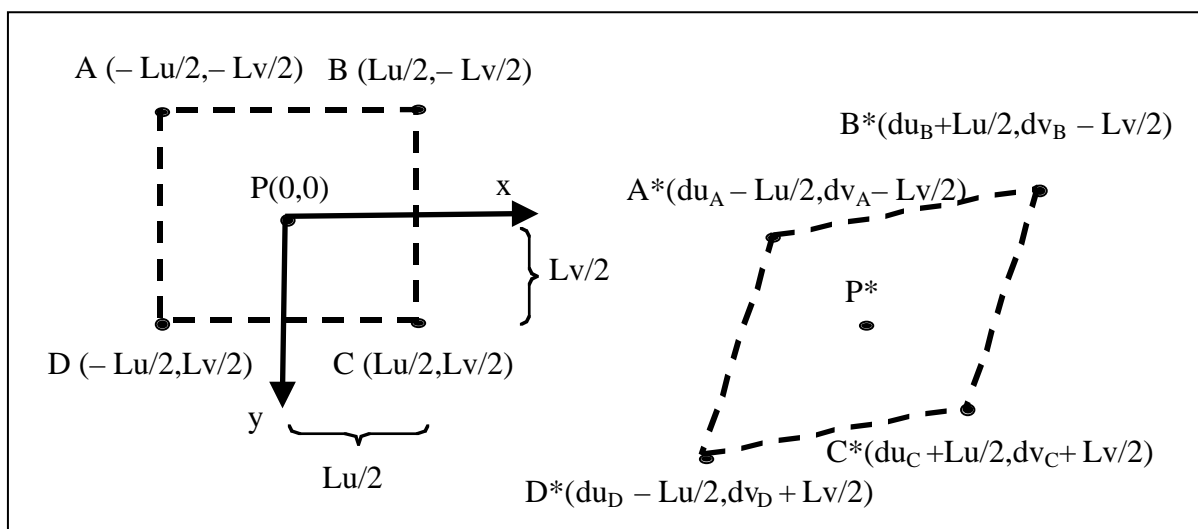 A (– Lu/2,– Lv/2)
B (Lu/2,– Lv/2)
P(0,0)
x
Lv/2
D (– Lu/2,Lv/2)
C (Lu/2,Lv/2)
y
Lu/2
B*(du_B+Lu/2,dv_B – Lv/2)
A*(du_A – Lu/2,dv_A– Lv/2)
P*
C*(du_C +Lu/2,dv_C+ Lv/2)
D*(du_D – Lu/2,dv_D + Lv/2)